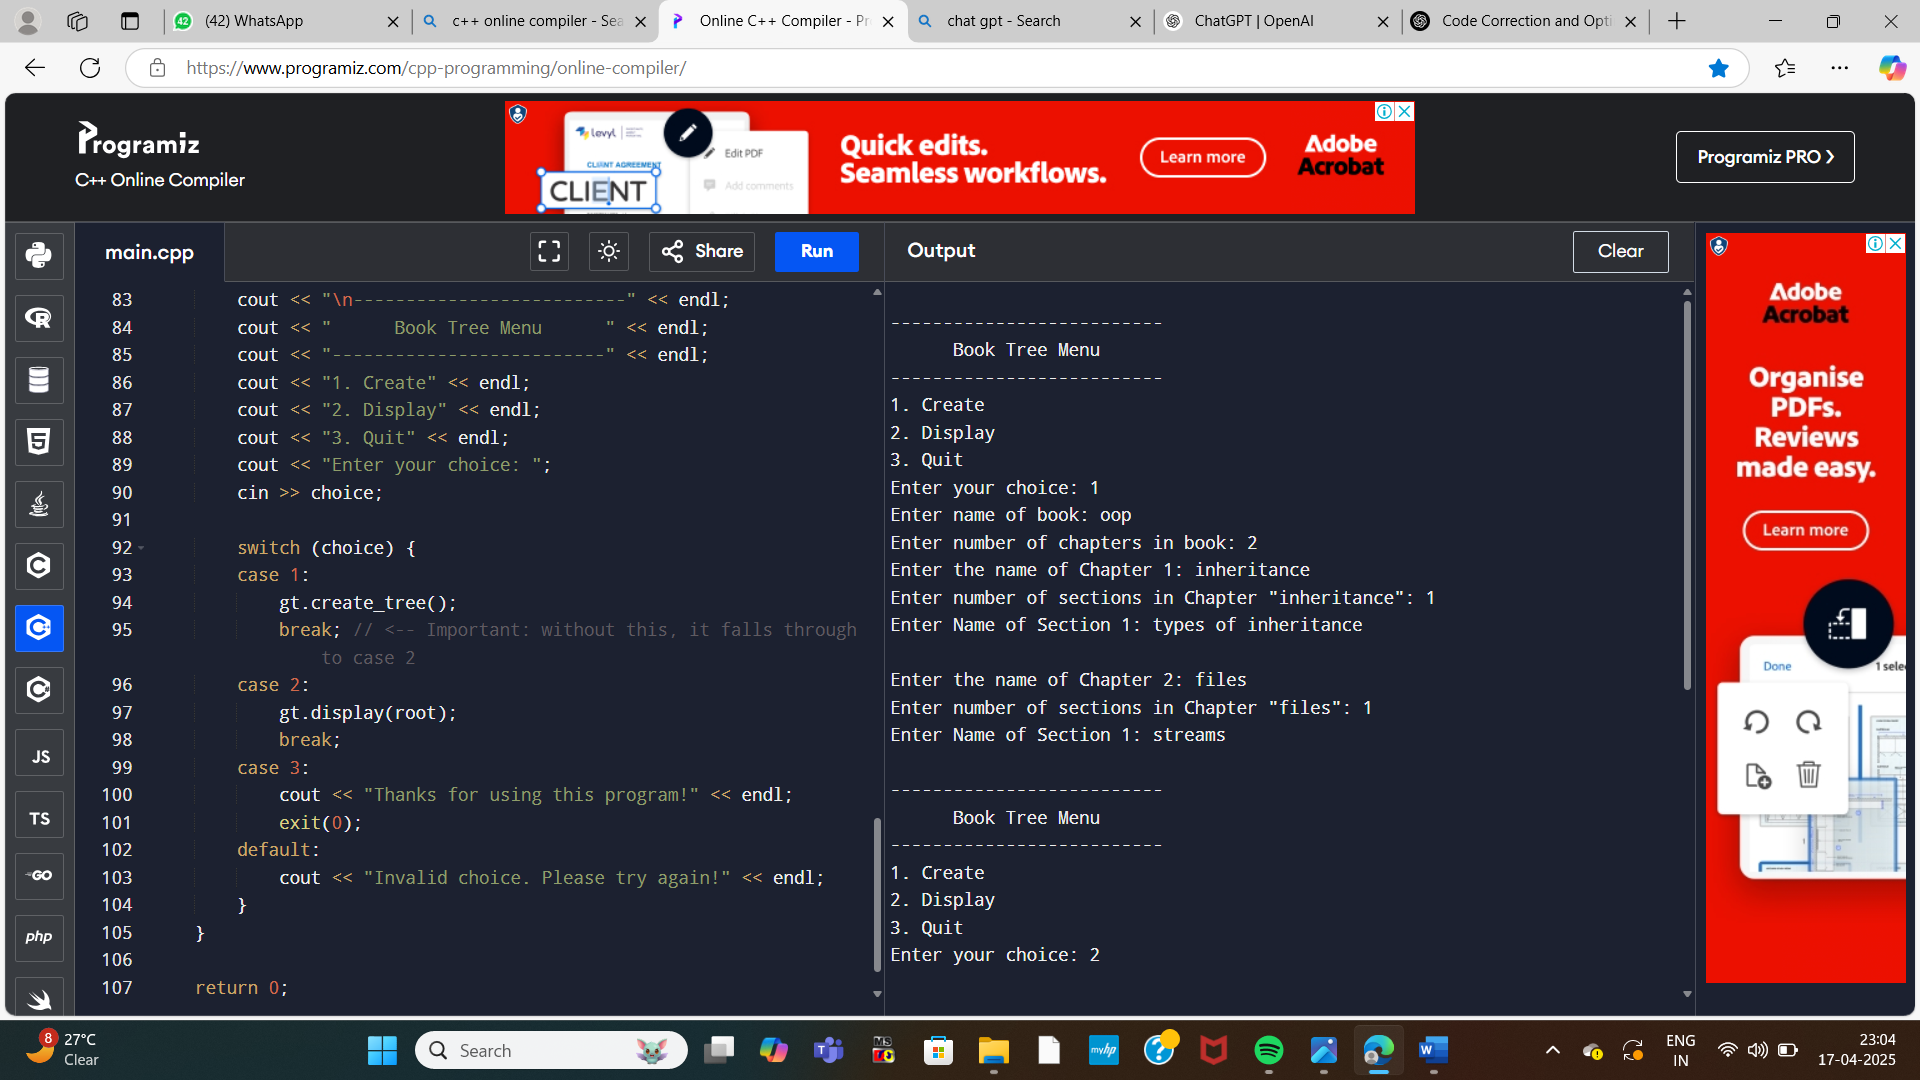 (42) WhatsApp
c++ online compiler - Sea
Online C++ Compiler - Pr
chat gpt - Search
ChatGPT | OpenAI
Code Correction and Opti
https://www.programiz.com/cpp-programming/online-compiler/
Programiz
C++ Online Compiler
levyl
CLIENT AGREEMENT
CLIENT
Edit PDF
Add comments
Quick edits.
Seamless workflows.
Learn more
Adobe
Acrobat
Programiz PRO ❯
main.cpp
Share
Run
Output
Clear
83 cout << "\n--------------------------" << endl;
84 cout << "      Book Tree Menu      " << endl;
85 cout << "--------------------------" << endl;
86 cout << "1. Create" << endl;
87 cout << "2. Display" << endl;
88 cout << "3. Quit" << endl;
89 cout << "Enter your choice: ";
90 cin >> choice;
91
92 switch (choice) {
93 case 1:
94 gt.create_tree();
95 break; // <-- Important: without this, it falls through
to case 2
96 case 2:
97 gt.display(root);
98 break;
99 case 3:
100 cout << "Thanks for using this program!" << endl;
101 exit(0);
102 default:
103 cout << "Invalid choice. Please try again!" << endl;
104 }
105 }
106
107 return 0;
--------------------------
Book Tree Menu
--------------------------
1. Create
2. Display
3. Quit
Enter your choice: 1
Enter name of book: oop
Enter number of chapters in book: 2
Enter the name of Chapter 1: inheritance
Enter number of sections in Chapter "inheritance": 1
Enter Name of Section 1: types of inheritance
Enter the name of Chapter 2: files
Enter number of sections in Chapter "files": 1
Enter Name of Section 1: streams
--------------------------
Book Tree Menu
--------------------------
1. Create
2. Display
3. Quit
Enter your choice: 2
Adobe
Acrobat
Organise
PDFs.
Reviews
made easy.
Learn more
Done
1 sele
R
5
C
C
C#
JS
TS
GO
php
8
27°C
Clear
Search
T
MS
myhp
?
W
ENG
IN
23:04
17-04-2025